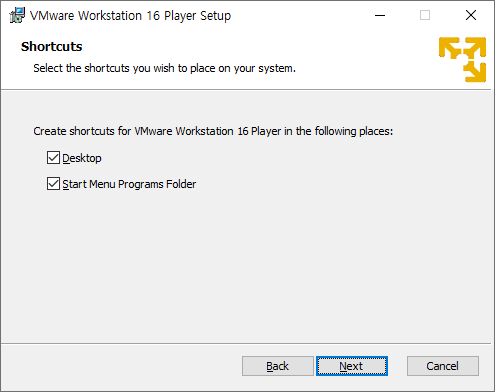 VMware Workstation 16 Player Setup
Shortcuts
Select the shortcuts you wish to place on your system.
Create shortcuts for VMware Workstation 16 Player in the following places:
Desktop
Start Menu Programs Folder
Back Next Cancel